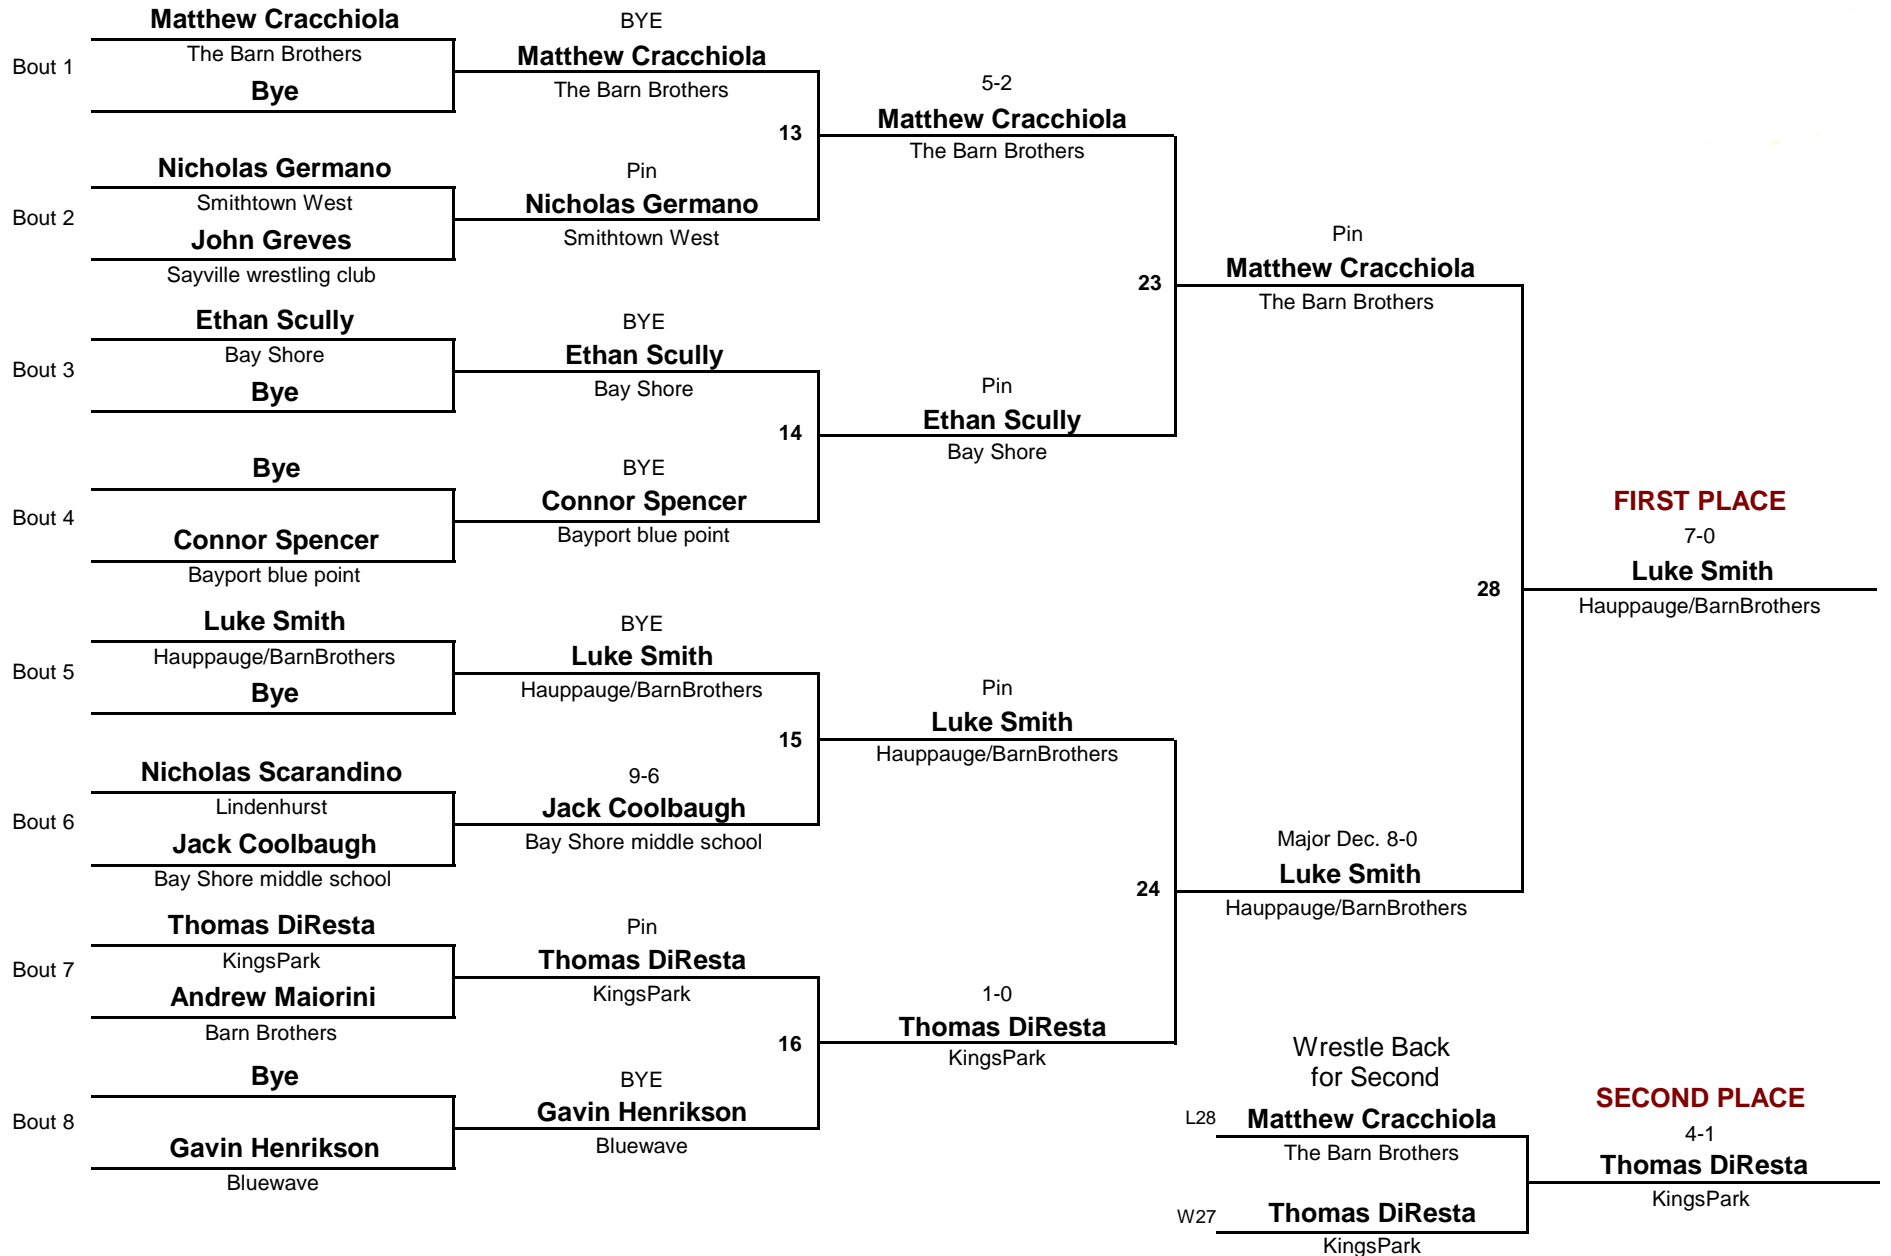 Matthew Cracchiola
Bout 1
The Barn Brothers
Bye
Nicholas Germano
Bout 2
Smithtown West
John Greves
Sayville wrestling club
Ethan Scully
Bout 3
Bay Shore
Bye
Bye
Bout 4
Connor Spencer
Bayport blue point
Luke Smith
Bout 5
Hauppauge/BarnBrothers
Bye
Nicholas Scarandino
Bout 6
Lindenhurst
Jack Coolbaugh
Bay Shore middle school
Thomas DiResta
Bout 7
KingsPark
Andrew Maiorini
Barn Brothers
Bye
Bout 8
Gavin Henrikson
Bluewave
BYE
Matthew Cracchiola
The Barn Brothers
13
Pin
Nicholas Germano
Smithtown West
BYE
Ethan Scully
Bay Shore
14
BYE
Connor Spencer
Bayport blue point
BYE
Luke Smith
Hauppauge/BarnBrothers
15
9-6
Jack Coolbaugh
Bay Shore middle school
Pin
Thomas DiResta
KingsPark
16
BYE
Gavin Henrikson
Bluewave
5-2
Matthew Cracchiola
The Barn Brothers
23
Pin
Ethan Scully
Bay Shore
Pin
Luke Smith
Hauppauge/BarnBrothers
24
1-0
Thomas DiResta
KingsPark
Pin
Matthew Cracchiola
The Barn Brothers
28
Major Dec. 8-0
Luke Smith
Hauppauge/BarnBrothers
FIRST PLACE
7-0
Luke Smith
Hauppauge/BarnBrothers
Wrestle Back
for Second
L28
Matthew Cracchiola
The Barn Brothers
W27
Thomas DiResta
KingsPark
SECOND PLACE
4-1
Thomas DiResta
KingsPark